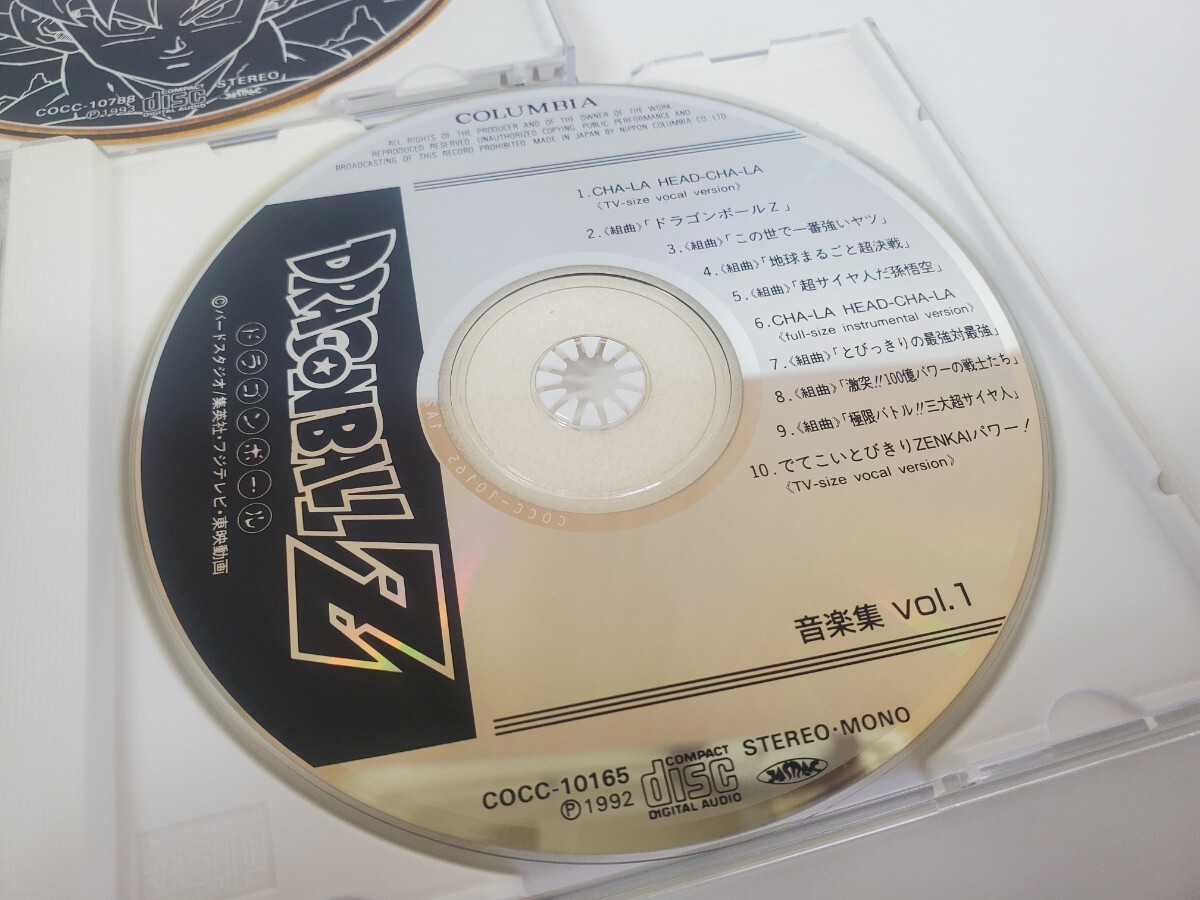 COCC-10788
Ⓟ1993
COMPACT
disc
DIGITAL AUDIO
STEREO
COLUMBIA
ALL RIGHTS OF THE PRODUCER AND OF THE OWNER OF THE WORK
REPRODUCED RESERVED UNAUTHORIZED COPYING PUBLIC PERFORMANCE AND
BROADCASTING OF THIS RECORD PROHIBITED MADE IN JAPAN BY NIPPON COLUMBIA CO.,LTD
1.CHA-LA HEAD-CHA-LA
《TV-size vocal version》
2.《組曲》「ドラゴンボールZ」
3.《組曲》「この世で一番強いヤツ」
4.《組曲》「地球まるごと超決戦」
5.《組曲》「超サイヤ人だ孫悟空」
6.CHA-LA HEAD-CHA-LA
《full-size instrumental version》
7.《組曲》「とびっきりの最強対最強」
8.《組曲》「激突!!100億パワーの戦士たち」
9.《組曲》「極限バトル!!三大超サイヤ人」
10.でてこいとびきりZENKAIパワー!
《TV-size vocal version》
DRAGONBALL Z
ドラゴンボール
©バードスタジオ/集英社・フジテレビ・東映動画
COCC-10165
音楽集 vol.1
COCC-10165
Ⓟ1992
COMPACT
disc
DIGITAL AUDIO
STEREO・MONO